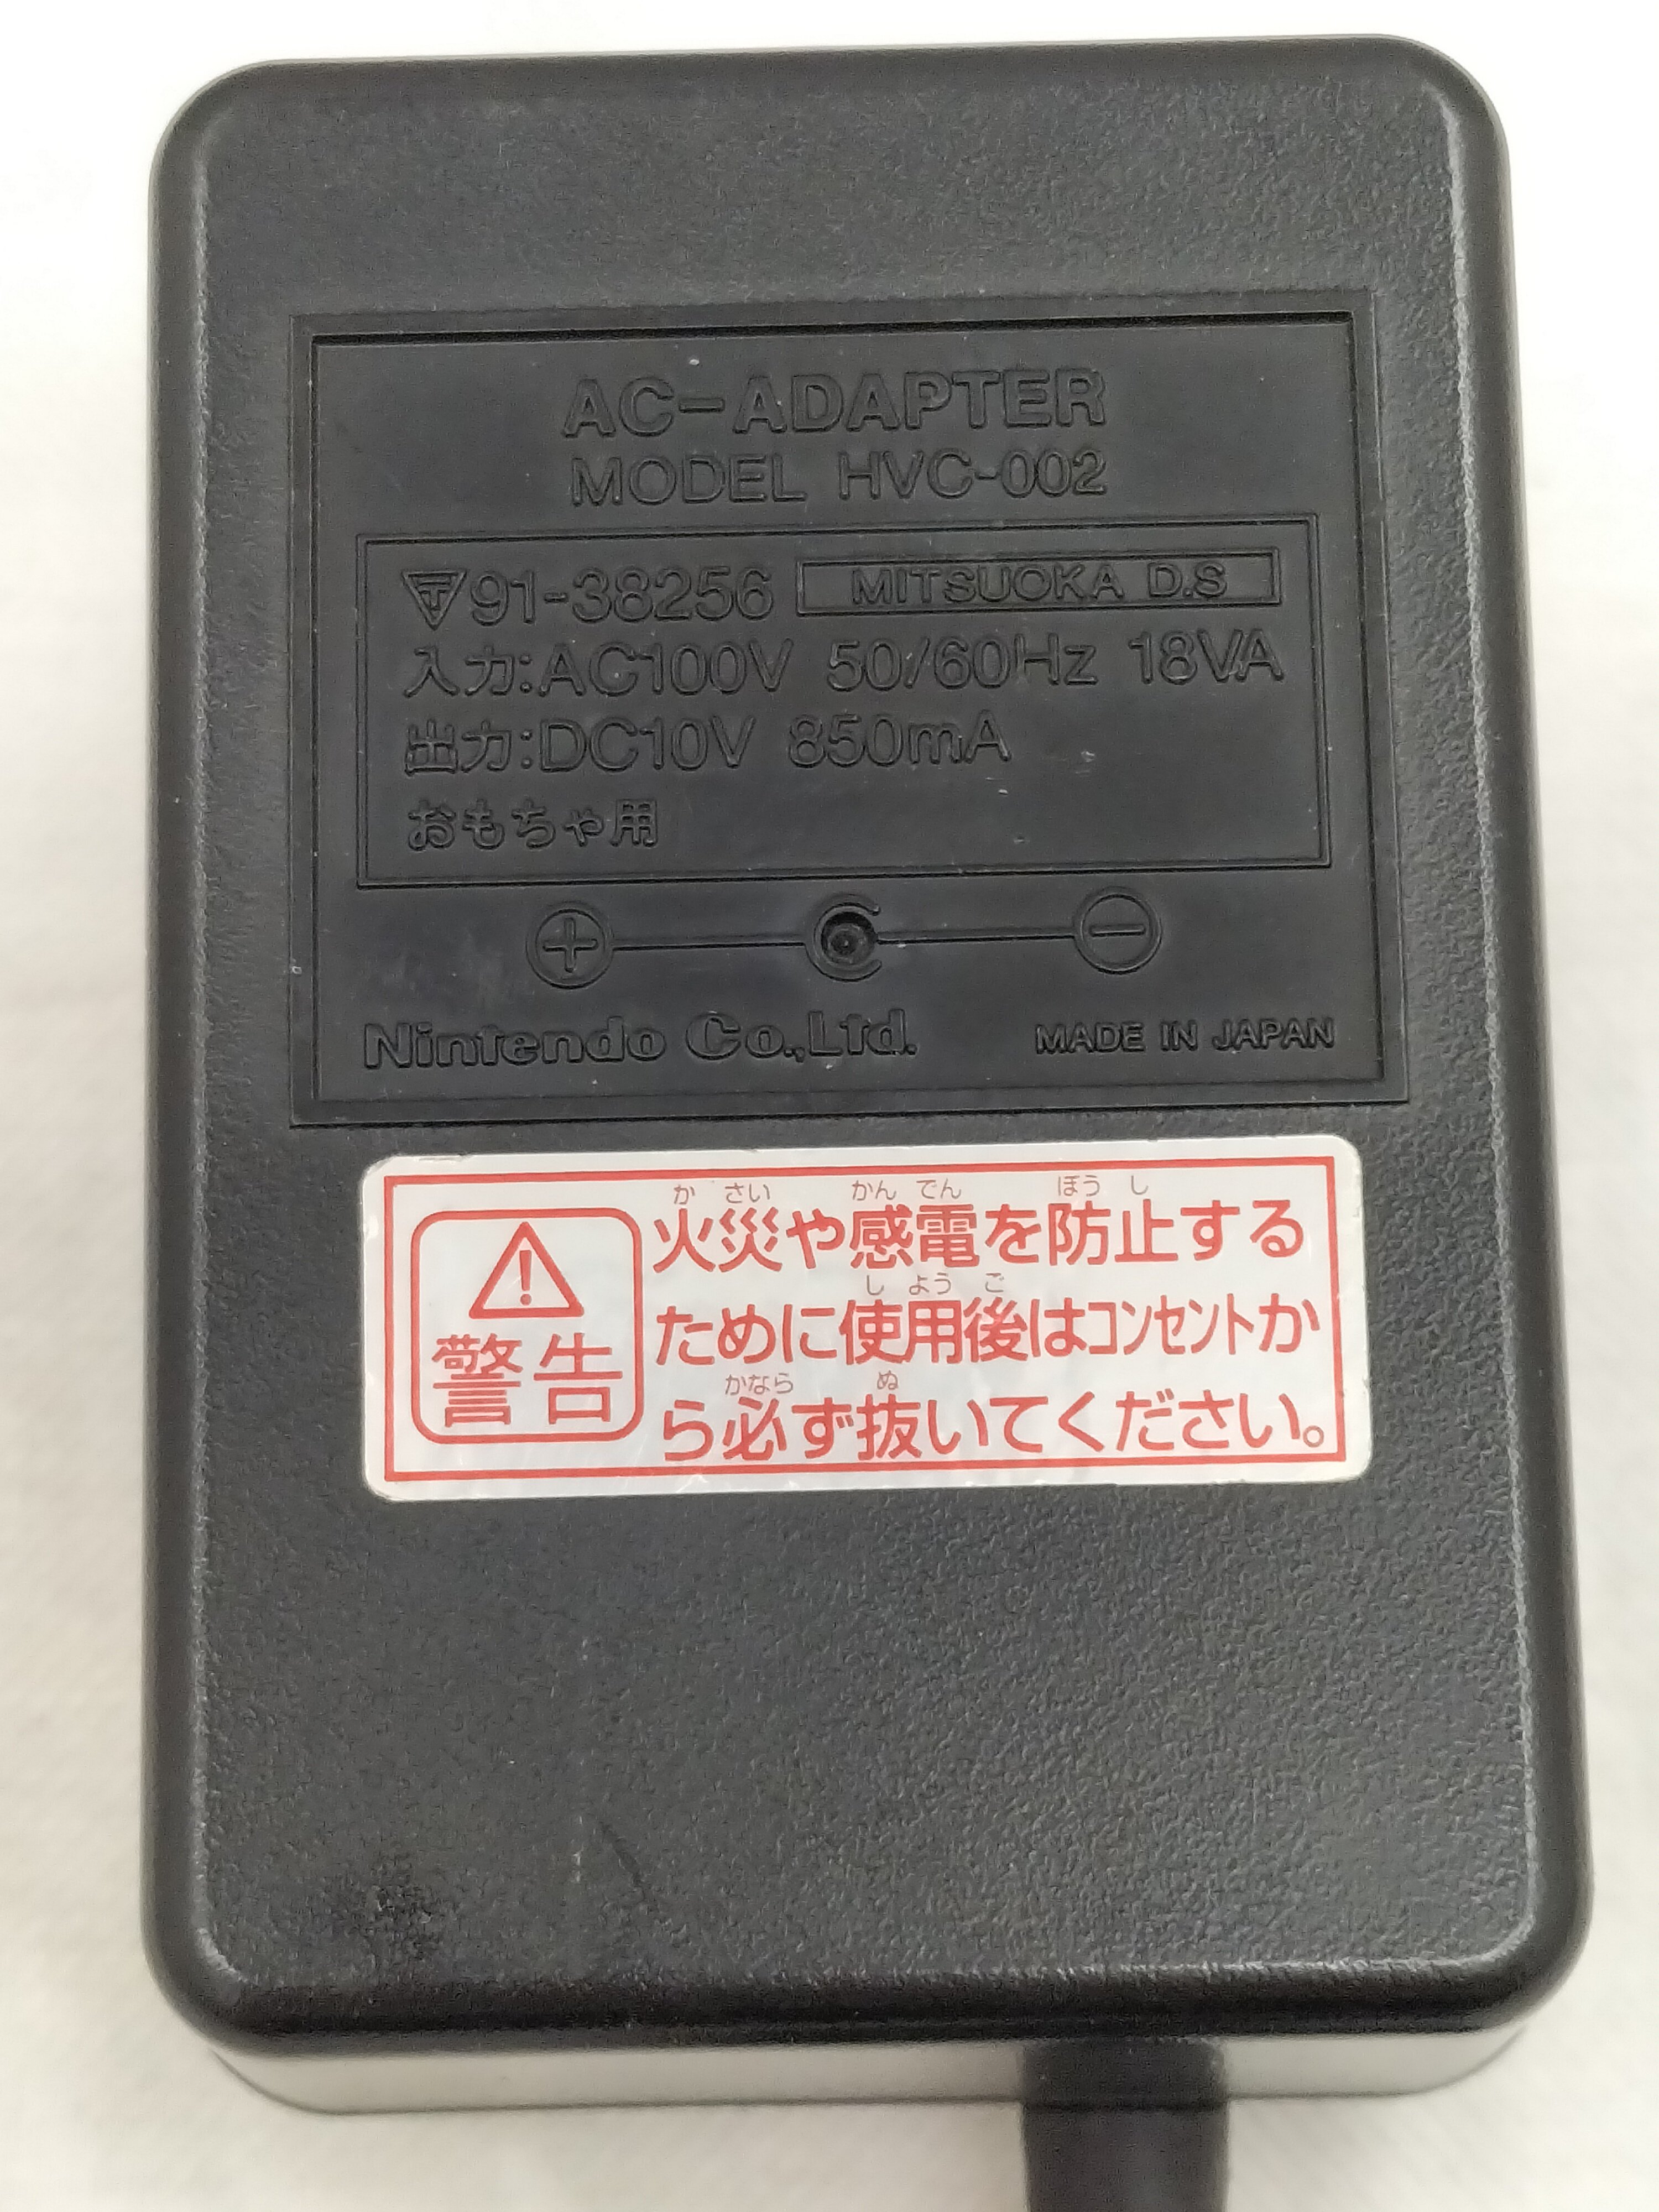 AC-ADAPTER
MODEL HVC-002
T 91-38256 MITSUOKA D.S
入力:AC100V 50/60Hz 18VA
出力:DC10V 850mA
おもちゃ用
+ −
Nintendo Co.,Ltd. MADE IN JAPAN
警告
か さい かん でん ぼう し
火災や感電を防止する
し よう ご
ために使用後はコンセントか
かなら ぬ
ら必ず抜いてください。